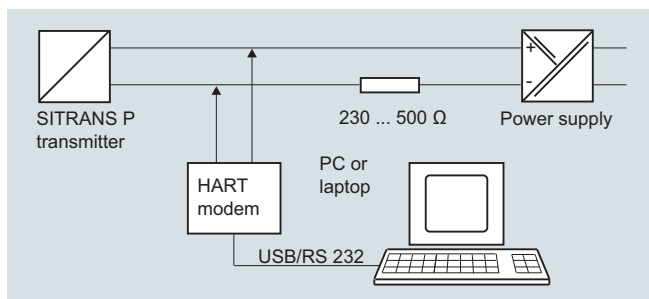 +
-
SITRANS P
transmitter
230 ... 500 Ω
Power supply
PC or
laptop
HART
modem
USB/RS 232